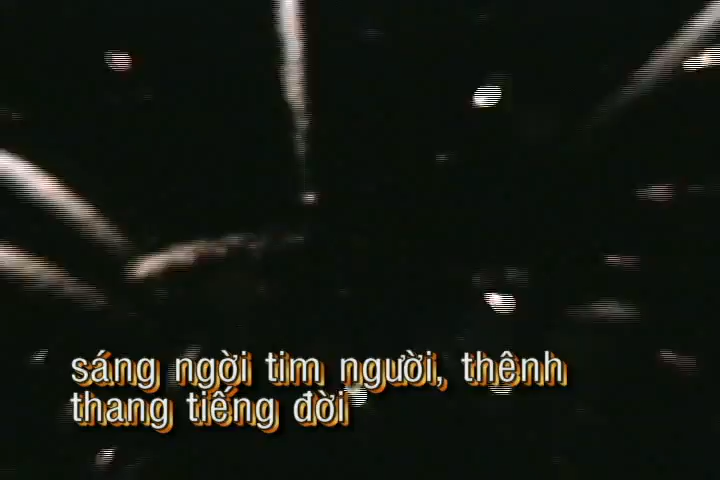 sáng ngời tim người, thênh
thang tiếng đời